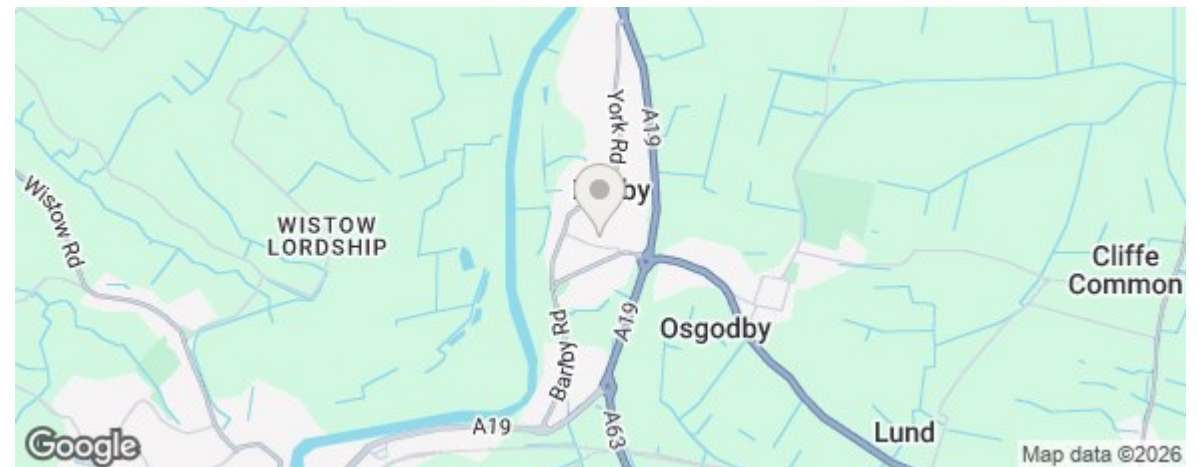 York Rd
A19
Wistow Rd
WISTOW
LORDSHIP
Cliffe
Common
A19
Osgodby
Barlby Rd
A19
A63
Lund
Google
Map data ©2026